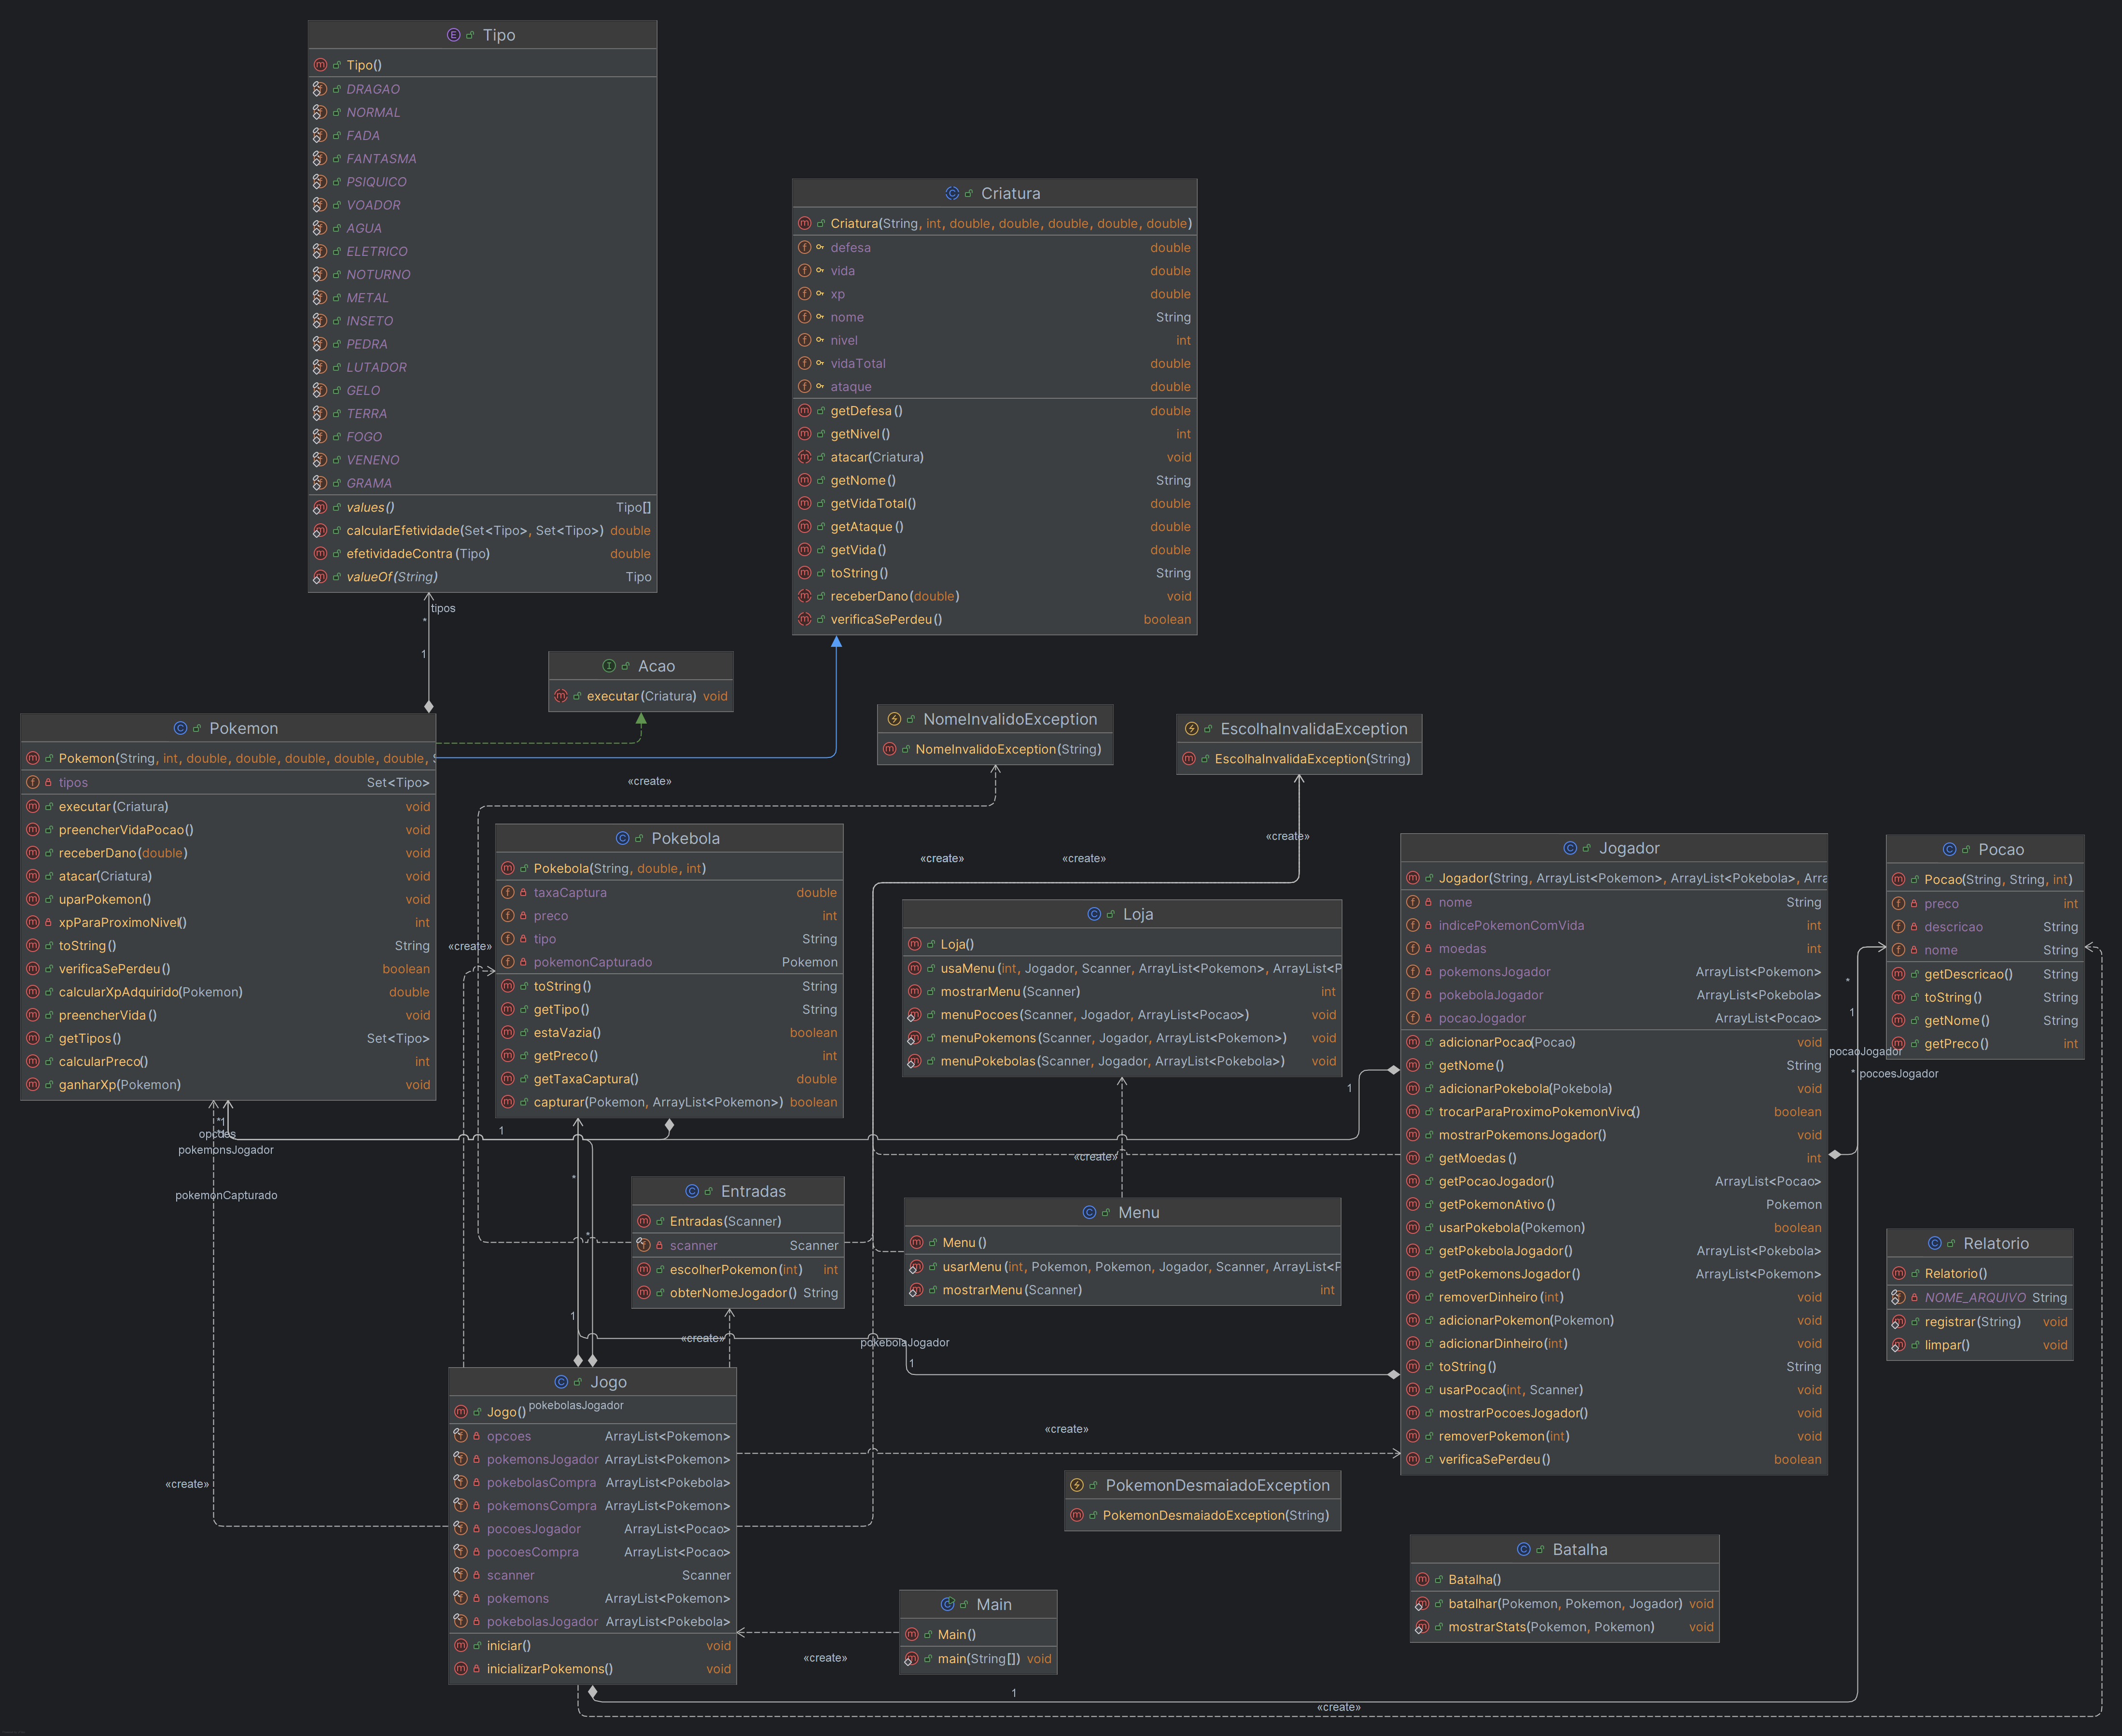 Tipo
Tipo()
DRAGAO
NORMAL
FADA
FANTASMA
PSIQUICO
VOADOR
AGUA
ELETRICO
NOTURNO
METAL
INSETO
PEDRA
LUTADOR
GELO
TERRA
FOGO
VENENO
GRAMA
values() Tipo[]
calcularEfetividade(Set<Tipo>, Set<Tipo>) double
efetividadeContra(Tipo) double
valueOf(String) Tipo
Criatura
Criatura(String, int, double, double, double, double, double)
defesa double
vida double
xp double
nome String
nivel int
vidaTotal double
ataque double
getDefesa() double
getNivel() int
atacar(Criatura) void
getNome() String
getVidaTotal() double
getAtaque() double
getVida() double
toString() String
receberDano(double) void
verificaSePerdeu() boolean
tipos
*
1
Acao
executar(Criatura) void
Pokemon
Pokemon(String, int, double, double, double, double, double,
tipos Set<Tipo>
executar(Criatura) void
preencherVidaPocao() void
receberDano(double) void
atacar(Criatura) void
uparPokemon() void
xpParaProximoNivel() int
toString() String
verificaSePerdeu() boolean
calcularXpAdquirido(Pokemon) double
preencherVida() void
getTipos() Set<Tipo>
calcularPreco() int
ganharXp(Pokemon) void
NomeInvalidoException
NomeInvalidoException(String)
EscolhaInvalidaException
EscolhaInvalidaException(String)
«create»
«create»
«create»
«create»
«create»
Pokebola
Pokebola(String, double, int)
taxaCaptura double
preco int
tipo String
pokemonCapturado Pokemon
toString() String
getTipo() String
estaVazia() boolean
getPreco() int
getTaxaCaptura() double
capturar(Pokemon, ArrayList<Pokemon>) boolean
Loja
Loja()
usaMenu(int, Jogador, Scanner, ArrayList<Pokemon>, ArrayList<P
mostrarMenu(Scanner) int
menuPocoes(Scanner, Jogador, ArrayList<Pocao>) void
menuPokemons(Scanner, Jogador, ArrayList<Pokemon>) void
menuPokebolas(Scanner, Jogador, ArrayList<Pokebola>) void
Jogador
Jogador(String, ArrayList<Pokemon>, ArrayList<Pokebola>, Arra
nome String
indicePokemonComVida int
moedas int
pokemonsJogador ArrayList<Pokemon>
pokebolaJogador ArrayList<Pokebola>
pocaoJogador ArrayList<Pocao>
adicionarPocao(Pocao) void
getNome() String
adicionarPokebola(Pokebola) void
trocarParaProximoPokemonVivo() boolean
mostrarPokemonsJogador() void
getMoedas() int
getPocaoJogador() ArrayList<Pocao>
getPokemonAtivo() Pokemon
usarPokebola(Pokemon) boolean
getPokebolaJogador() ArrayList<Pokebola>
getPokemonsJogador() ArrayList<Pokemon>
removerDinheiro(int) void
adicionarPokemon(Pokemon) void
adicionarDinheiro(int) void
toString() String
usarPocao(int, Scanner) void
mostrarPocoesJogador() void
removerPokemon(int) void
verificaSePerdeu() boolean
Pocao
Pocao(String, String, int)
preco int
descricao String
nome String
getDescricao() String
toString() String
getNome() String
getPreco() int
*
1
pocaoJogador
* pocoesJogador
1
1
opcoes
pokemonsJogador
pokemonCapturado
«create»
*
*
1
Entradas
Entradas(Scanner)
scanner Scanner
escolherPokemon(int) int
obterNomeJogador() String
Menu
Menu()
usarMenu(int, Pokemon, Pokemon, Jogador, Scanner, ArrayList<P
mostrarMenu(Scanner) int
Relatorio
Relatorio()
NOME_ARQUIVO String
registrar(String) void
limpar() void
«create»
pokebolaJogador
1
Jogo
Jogo()
pokebolasJogador
opcoes ArrayList<Pokemon>
pokemonsJogador ArrayList<Pokemon>
pokebolasCompra ArrayList<Pokebola>
pokemonsCompra ArrayList<Pokemon>
pocoesJogador ArrayList<Pocao>
pocoesCompra ArrayList<Pocao>
scanner Scanner
pokemons ArrayList<Pokemon>
pokebolasJogador ArrayList<Pokebola>
iniciar() void
inicializarPokemons() void
«create»
«create»
PokemonDesmaiadoException
PokemonDesmaiadoException(String)
Batalha
Batalha()
batalhar(Pokemon, Pokemon, Jogador) void
mostrarStats(Pokemon, Pokemon) void
Main
Main()
main(String[]) void
«create»
1
«create»